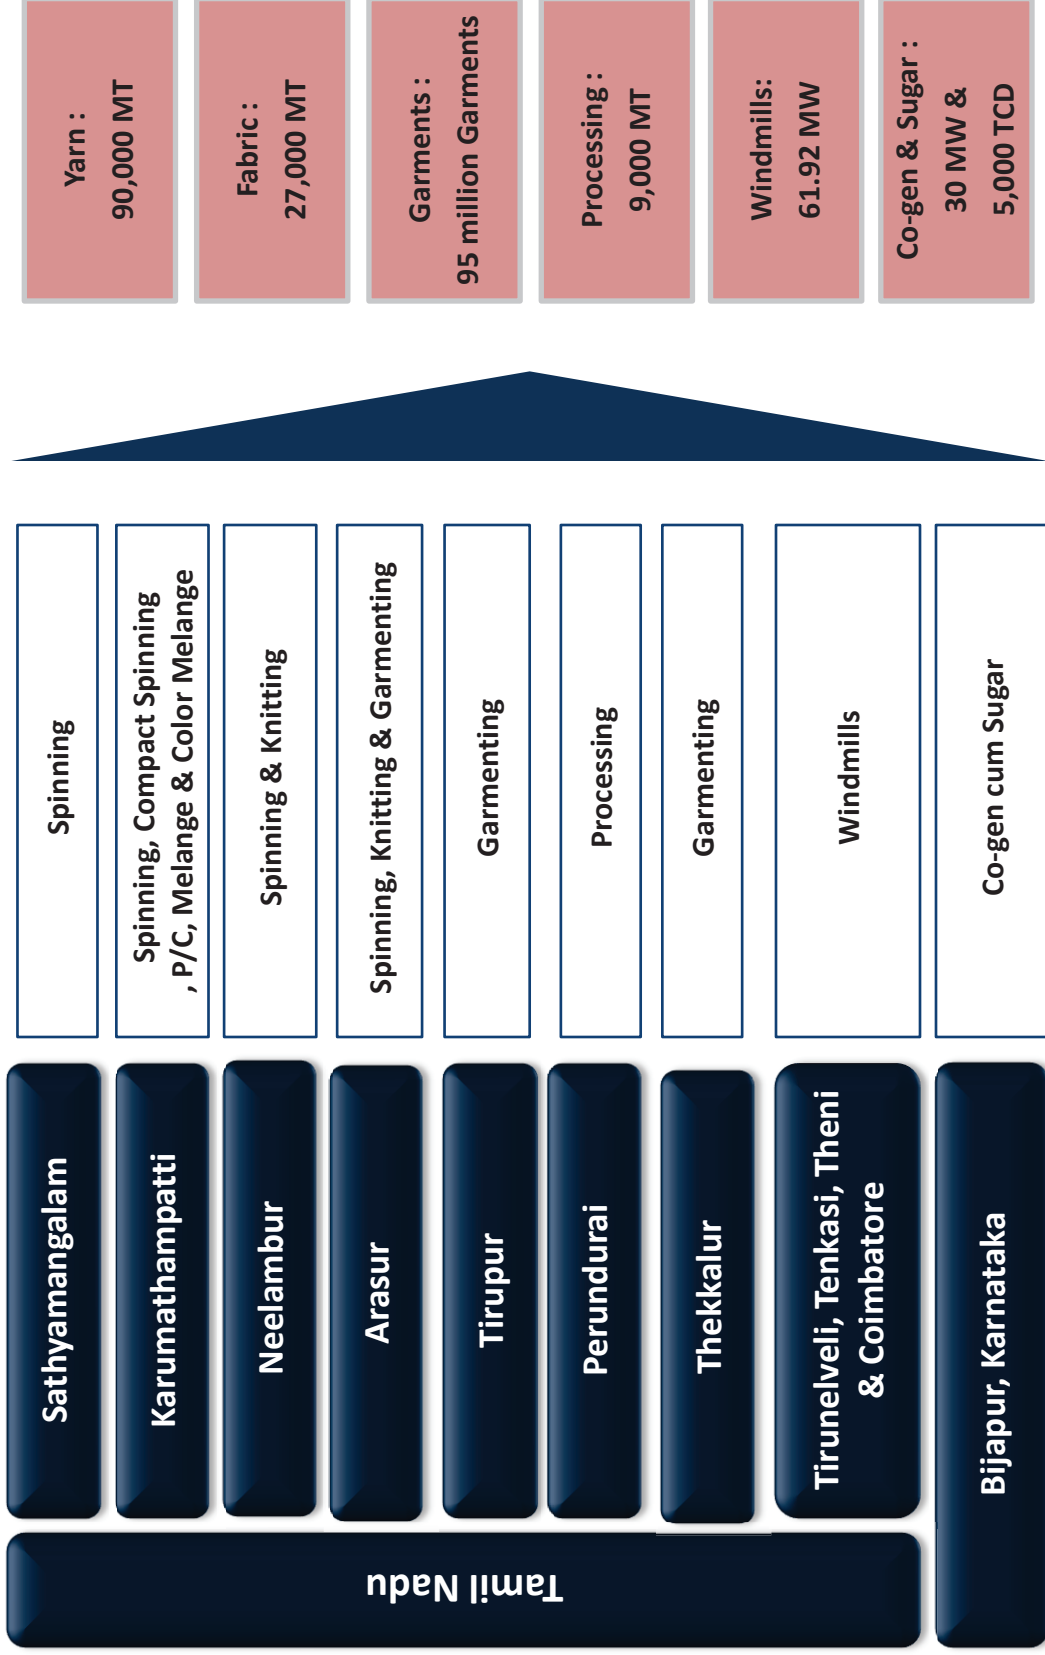 Tamil Nadu
Sathyamangalam
Spinning
Karumathampatti
Spinning, Compact Spinning
, P/C, Melange & Color Melange
Neelambur
Spinning & Knitting
Arasur
Spinning, Knitting & Garmenting
Tirupur
Garmenting
Perundurai
Processing
Thekkalur
Garmenting
Tirunelveli, Tenkasi, Theni
& Coimbatore
Windmills
Bijapur, Karnataka
Co-gen cum Sugar
Yarn :
90,000 MT
Fabric :
27,000 MT
Garments :
95 million Garments
Processing :
9,000 MT
Windmills:
61.92 MW
Co-gen & Sugar :
30 MW &
5,000 TCD